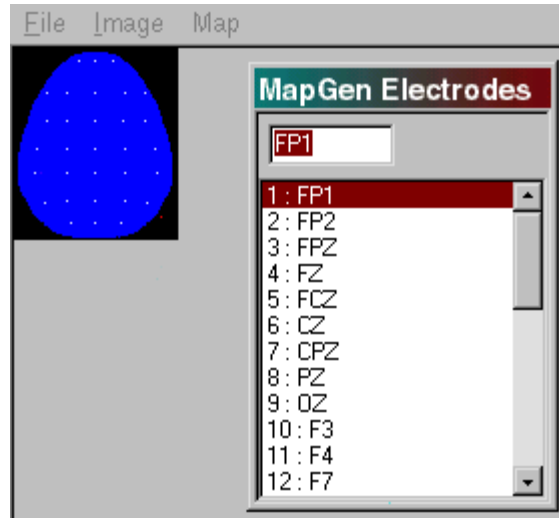 File Image Map
MapGen Electrodes
FP1
1 : FP1
2 : FP2
3 : FPZ
4 : FZ
5 : FCZ
6 : CZ
7 : CPZ
8 : PZ
9 : OZ
10 : F3
11 : F4
12 : F7